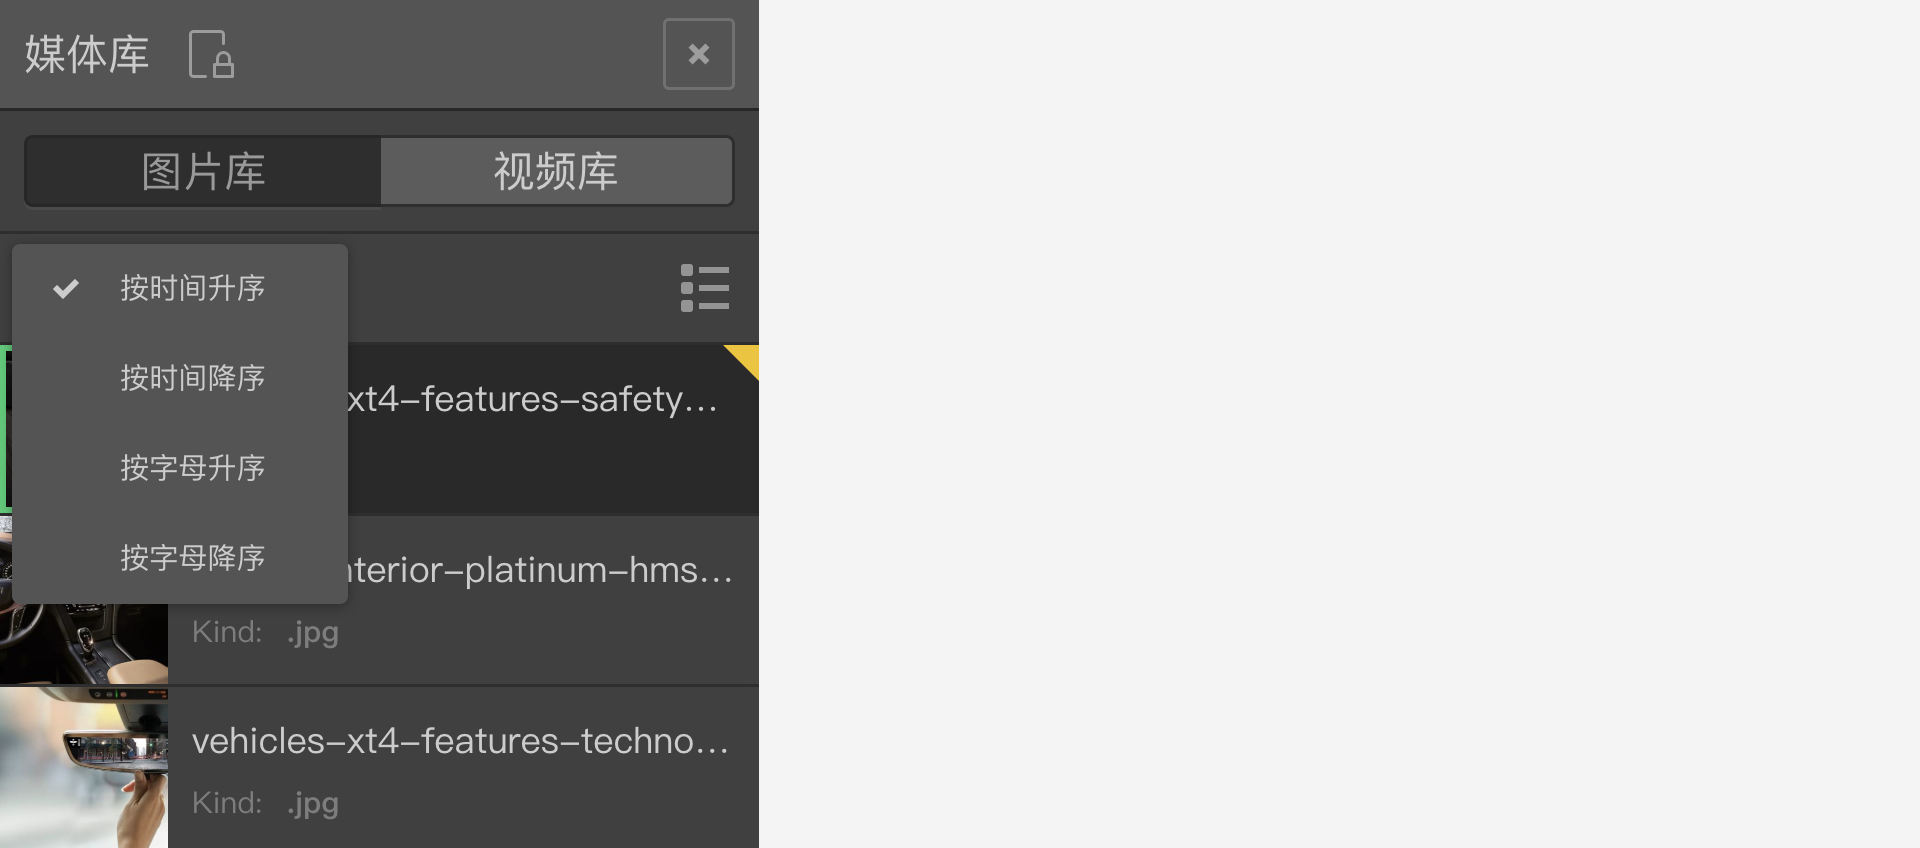 媒体库
图片库
视频库
按时间升序
按时间降序
按字母升序
按字母降序
xt4-features-safety...
nterior-platinum-hms...
Kind: .jpg
vehicles-xt4-features-techno...
Kind: .jpg